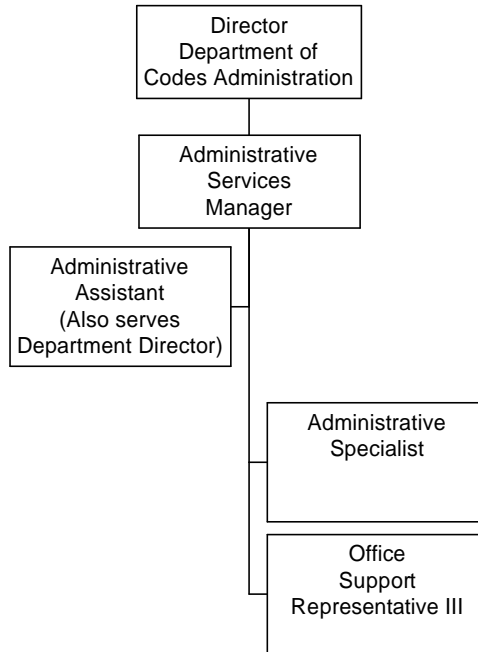 Director
Department of
Codes Administration
Administrative
Services
Manager
Administrative
Assistant
(Also serves
Department Director)
Administrative
Specialist
Office
Support
Representative III